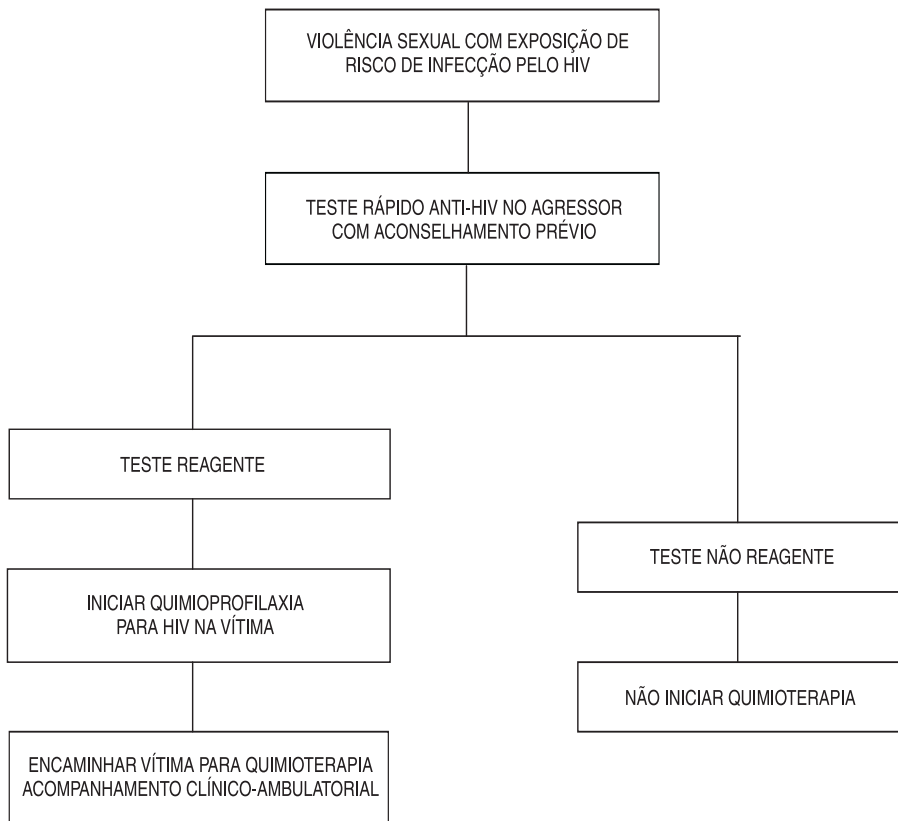 VIOLÊNCIA SEXUAL COM EXPOSIÇÃO DE
RISCO DE INFECÇÃO PELO HIV
TESTE RÁPIDO ANTI-HIV NO AGRESSOR
COM ACONSELHAMENTO PRÉVIO
TESTE REAGENTE
INICIAR QUIMIOPROFILAXIA
PARA HIV NA VÍTIMA
ENCAMINHAR VÍTIMA PARA QUIMIOTERAPIA
ACOMPANHAMENTO CLÍNICO-AMBULATORIAL
TESTE NÃO REAGENTE
NÃO INICIAR QUIMIOTERAPIA